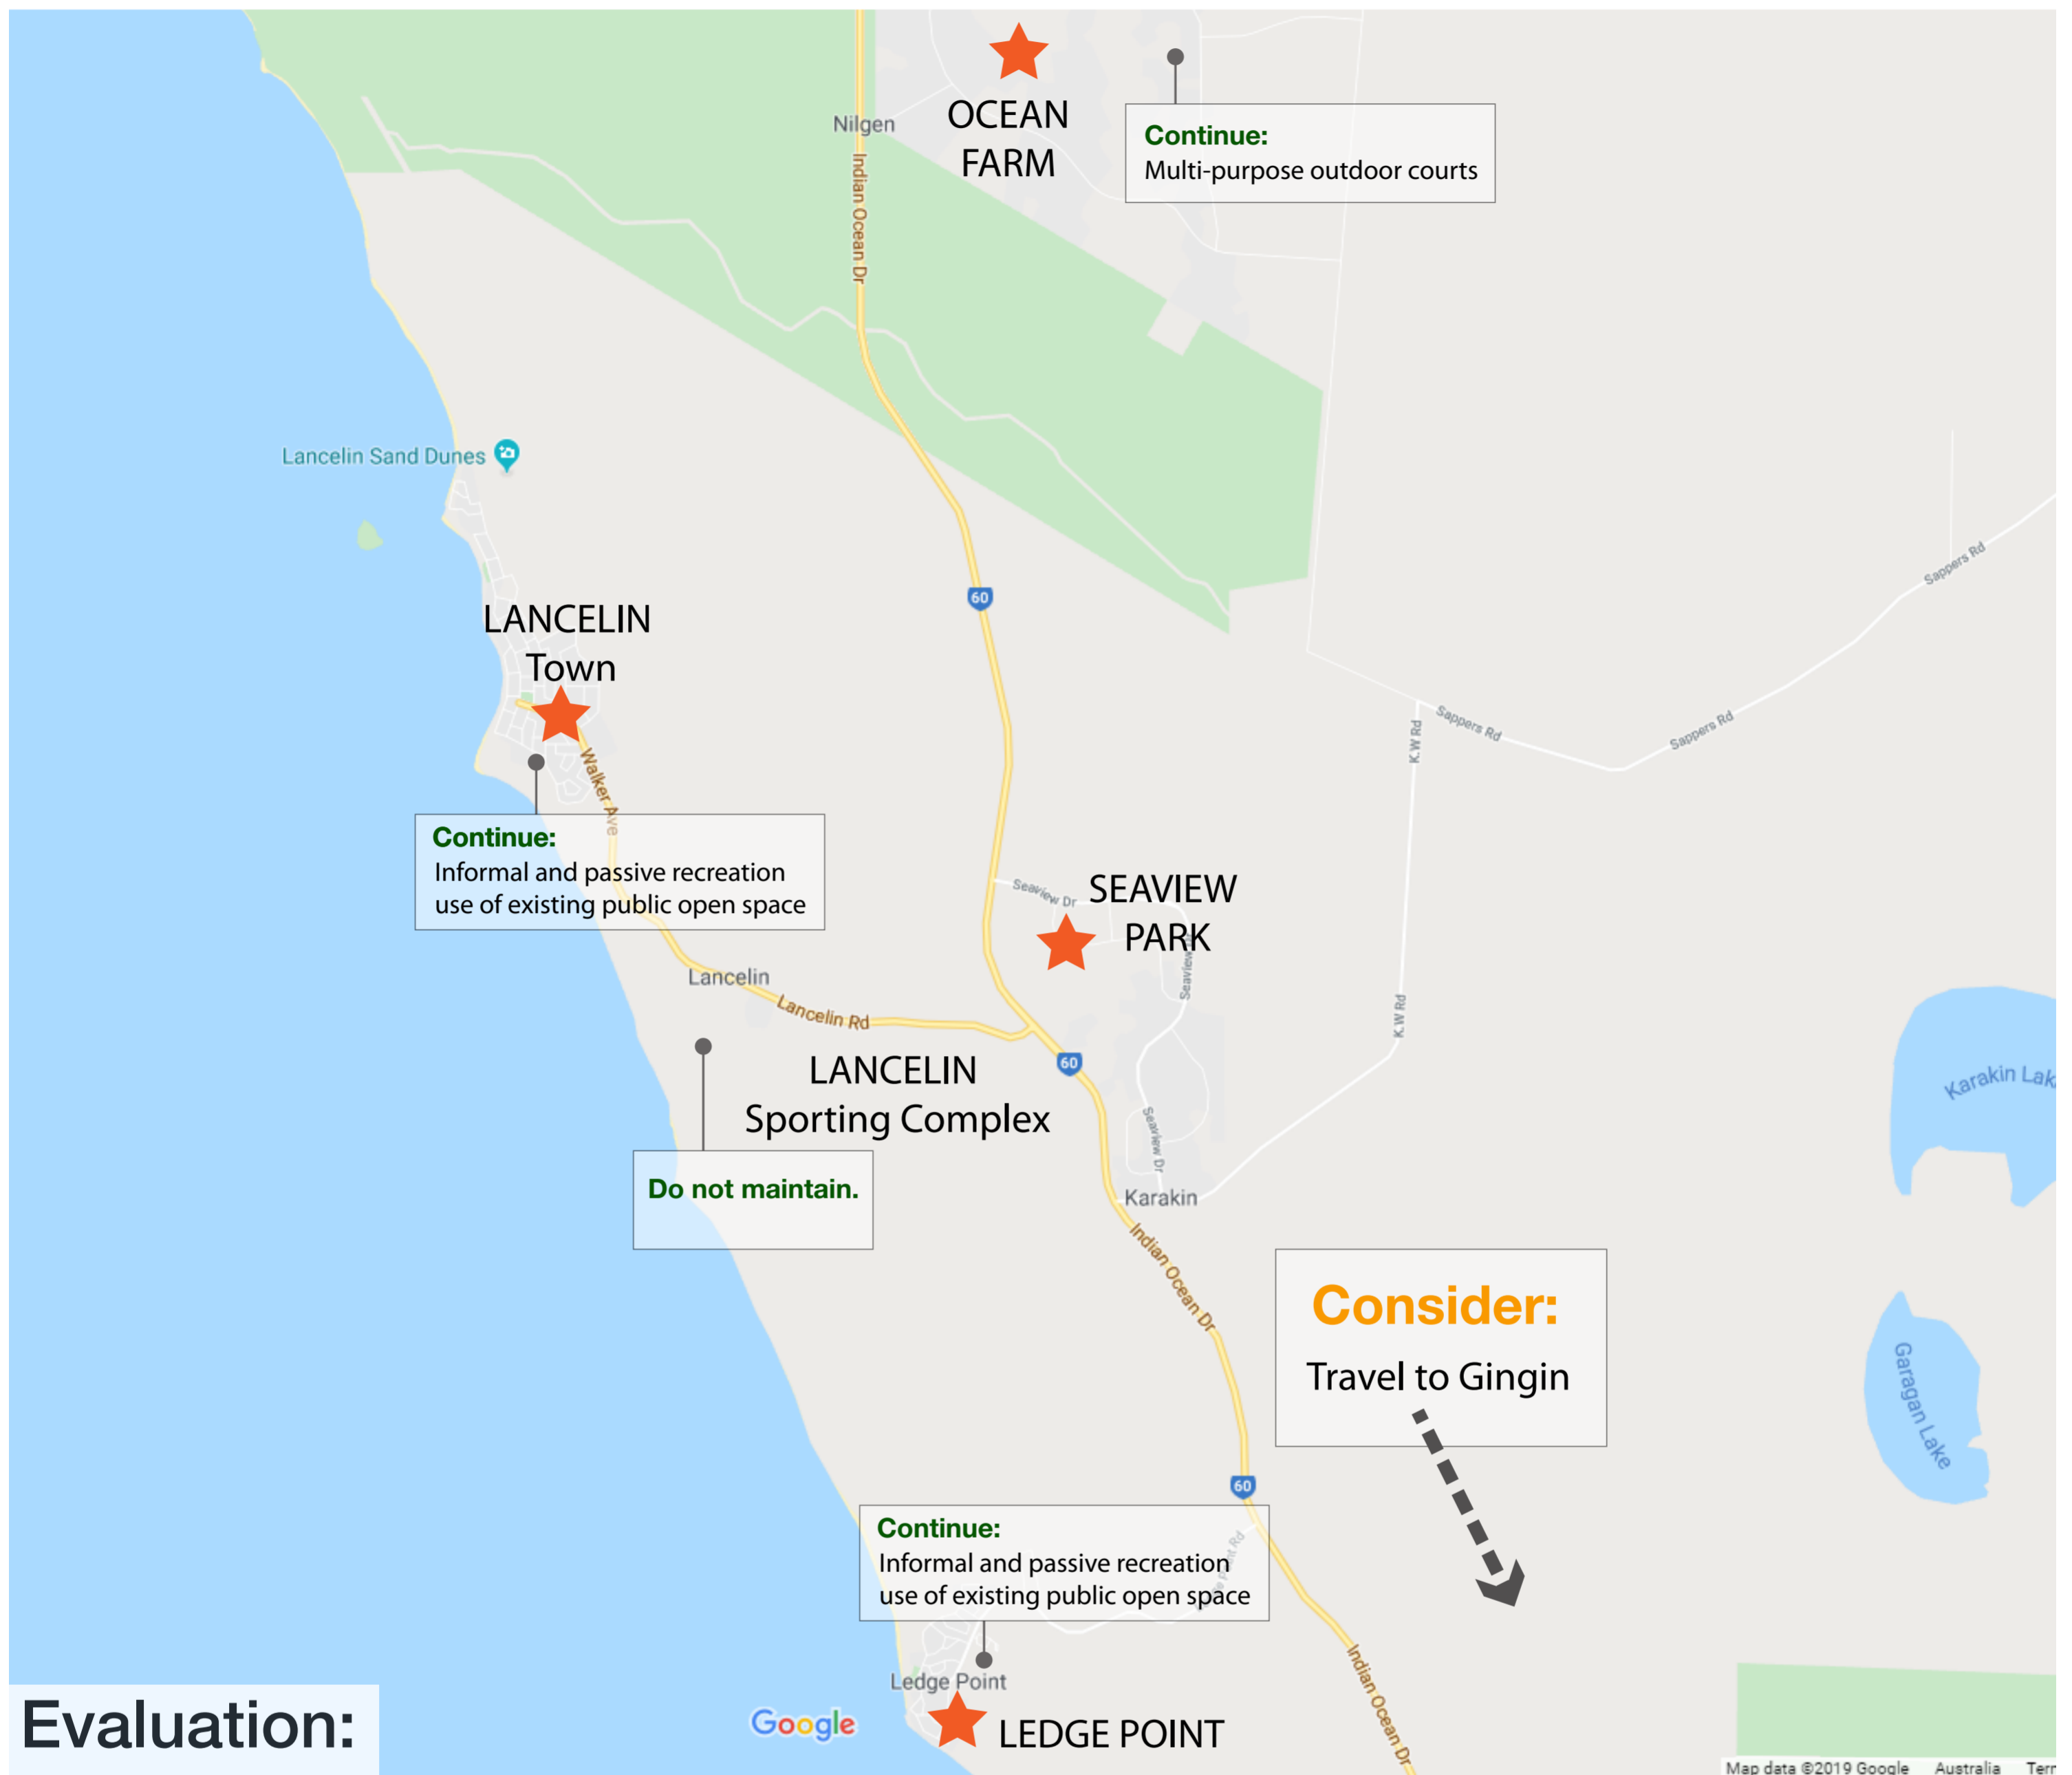 OCEAN
FARM
Nilgen
Continue:
Multi-purpose outdoor courts
Indian Ocean Dr
Lancelin Sand Dunes
60
Sappers Rd
LANCELIN
Town
Sappers Rd
Sappers Rd
K.W Rd
Walker Ave
Continue:
Informal and passive recreation
use of existing public open space
Seaview Dr
SEAVIEW
PARK
Seaview Dr
Lancelin
Lancelin Rd
K.W Rd
LANCELIN
Sporting Complex
60
Karakin
Seaview Dr
Karakin
Do not maintain.
Indian Ocean Dr
Consider:
Travel to Gingin
Garagan Lake
60
Continue:
Informal and passive recreation
use of existing public open space
Rd
Ledge Point
LEDGE POINT
Indian Ocean Dr
Evaluation:
Google
Map data ©2019 Google Australia